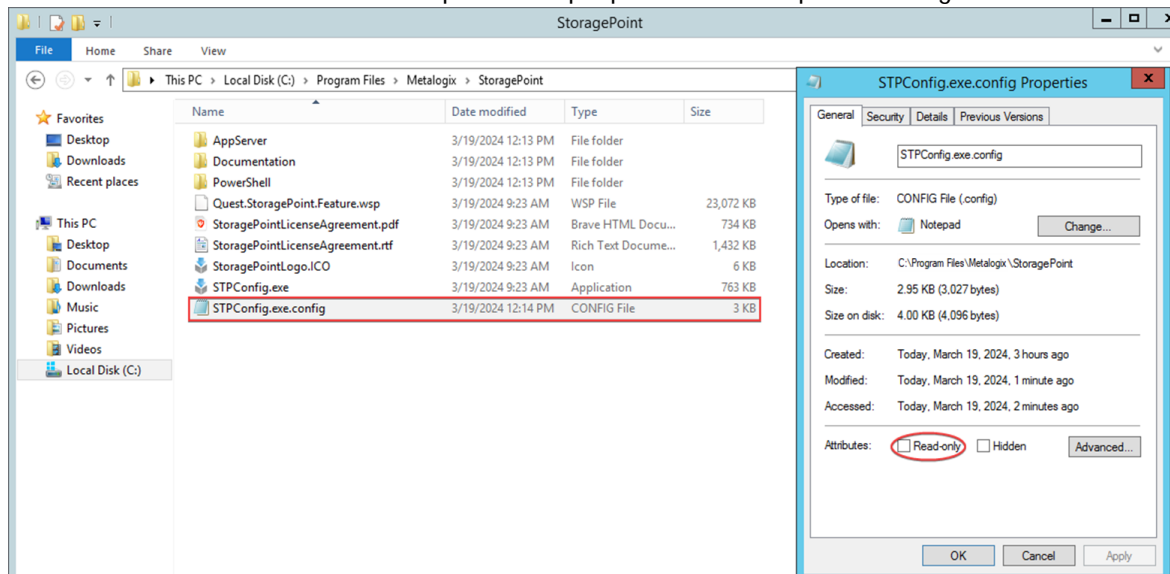 StoragePoint
File Home Share View
This PC › Local Disk (C:) › Program Files › Metalogix › StoragePoint
Favorites
Desktop
Downloads
Recent places
This PC
Desktop
Documents
Downloads
Music
Pictures
Videos
Local Disk (C:)
Name Date modified Type Size
AppServer 3/19/2024 12:13 PM File folder
Documentation 3/19/2024 12:13 PM File folder
PowerShell 3/19/2024 12:13 PM File folder
Quest.StoragePoint.Feature.wsp 3/19/2024 9:23 AM WSP File 23,072 KB
StoragePointLicenseAgreement.pdf 3/19/2024 9:23 AM Brave HTML Docu... 734 KB
StoragePointLicenseAgreement.rtf 3/19/2024 9:23 AM Rich Text Docume... 1,432 KB
StoragePointLogo.ICO 3/19/2024 9:23 AM Icon 6 KB
STPConfig.exe 3/19/2024 9:23 AM Application 763 KB
STPConfig.exe.config 3/19/2024 12:14 PM CONFIG File 3 KB
STPConfig.exe.config Properties
General Security Details Previous Versions
STPConfig.exe.config
Type of file: CONFIG File (.config)
Opens with: Notepad Change...
Location: C:\Program Files\Metalogix\StoragePoint
Size: 2.95 KB (3,027 bytes)
Size on disk: 4.00 KB (4,096 bytes)
Created: Today, March 19, 2024, 3 hours ago
Modified: Today, March 19, 2024, 1 minute ago
Accessed: Today, March 19, 2024, 2 minutes ago
Attributes: Read-only Hidden Advanced...
OK Cancel Apply